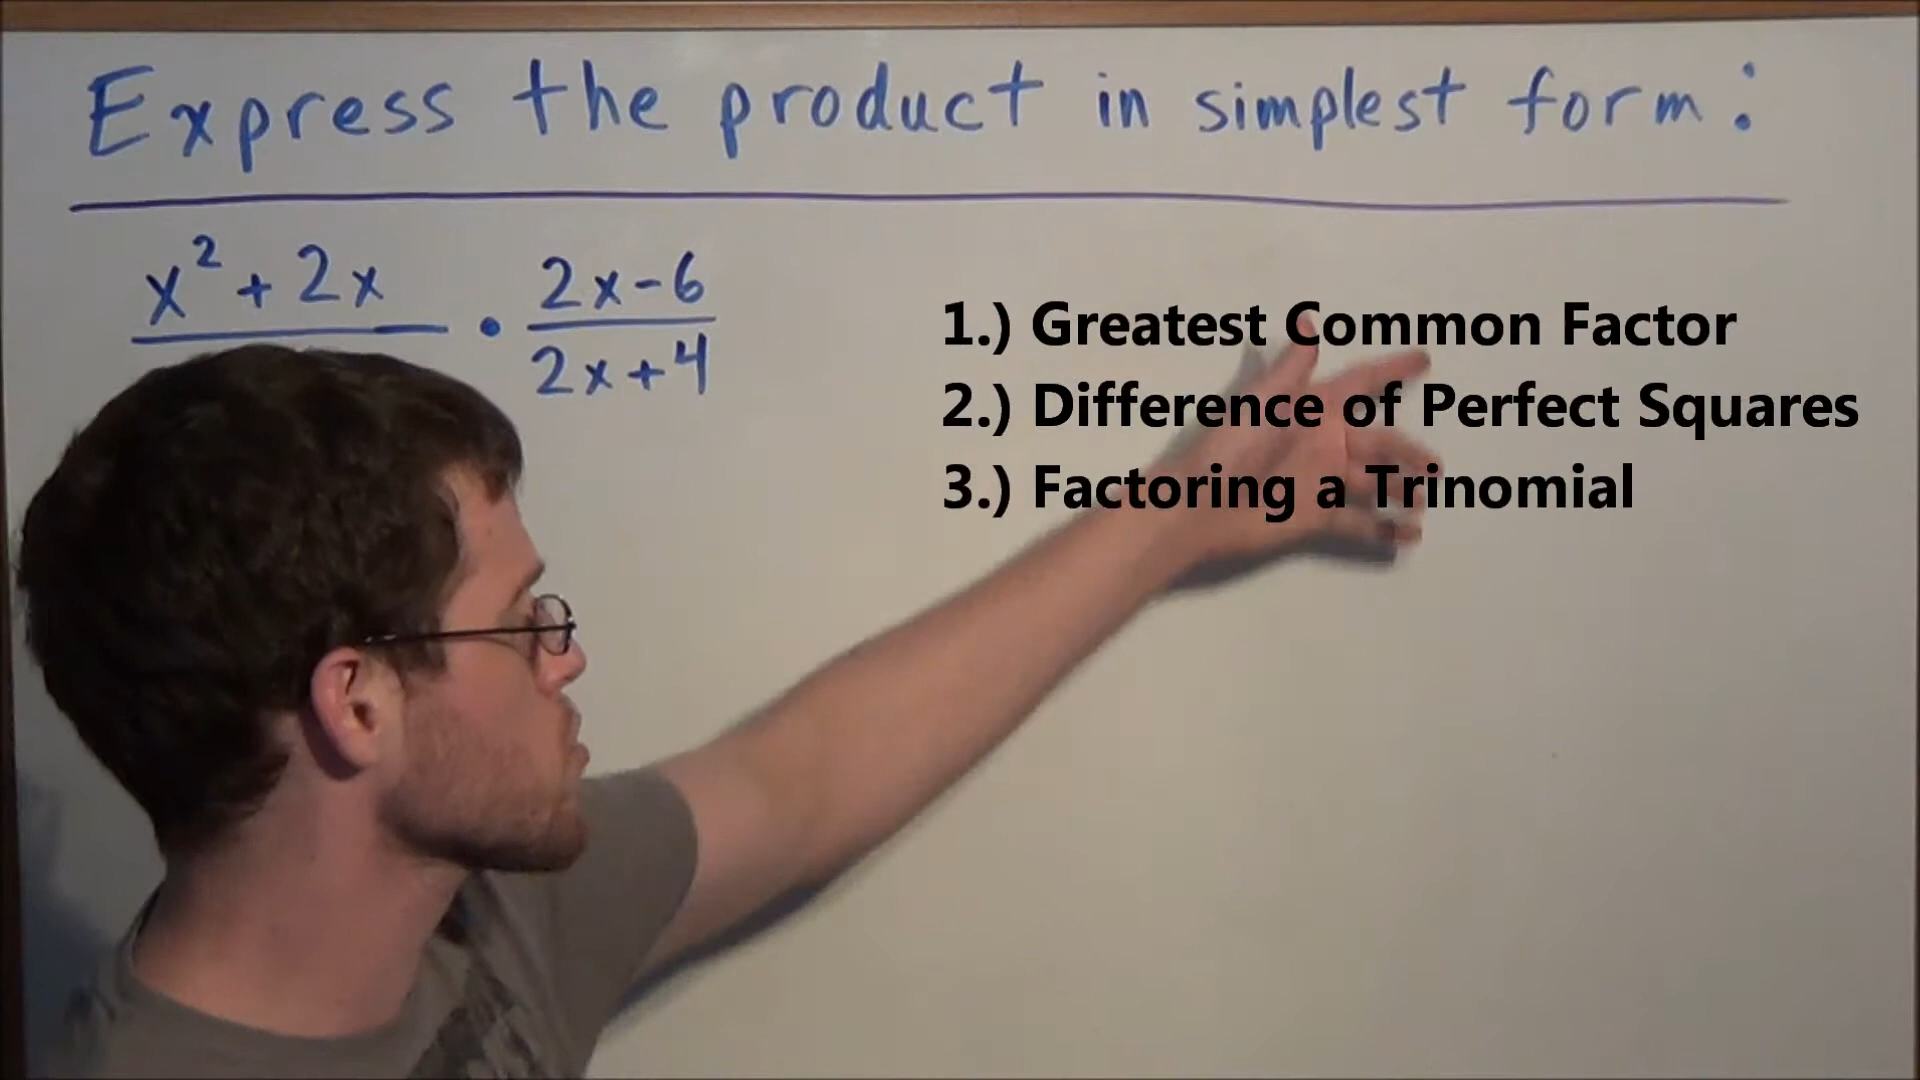 Express the product in simplest form:
x² + 2x
2x - 6
2x + 4
•
1.) Greatest Common Factor
2.) Difference of Perfect Squares
3.) Factoring a Trinomial